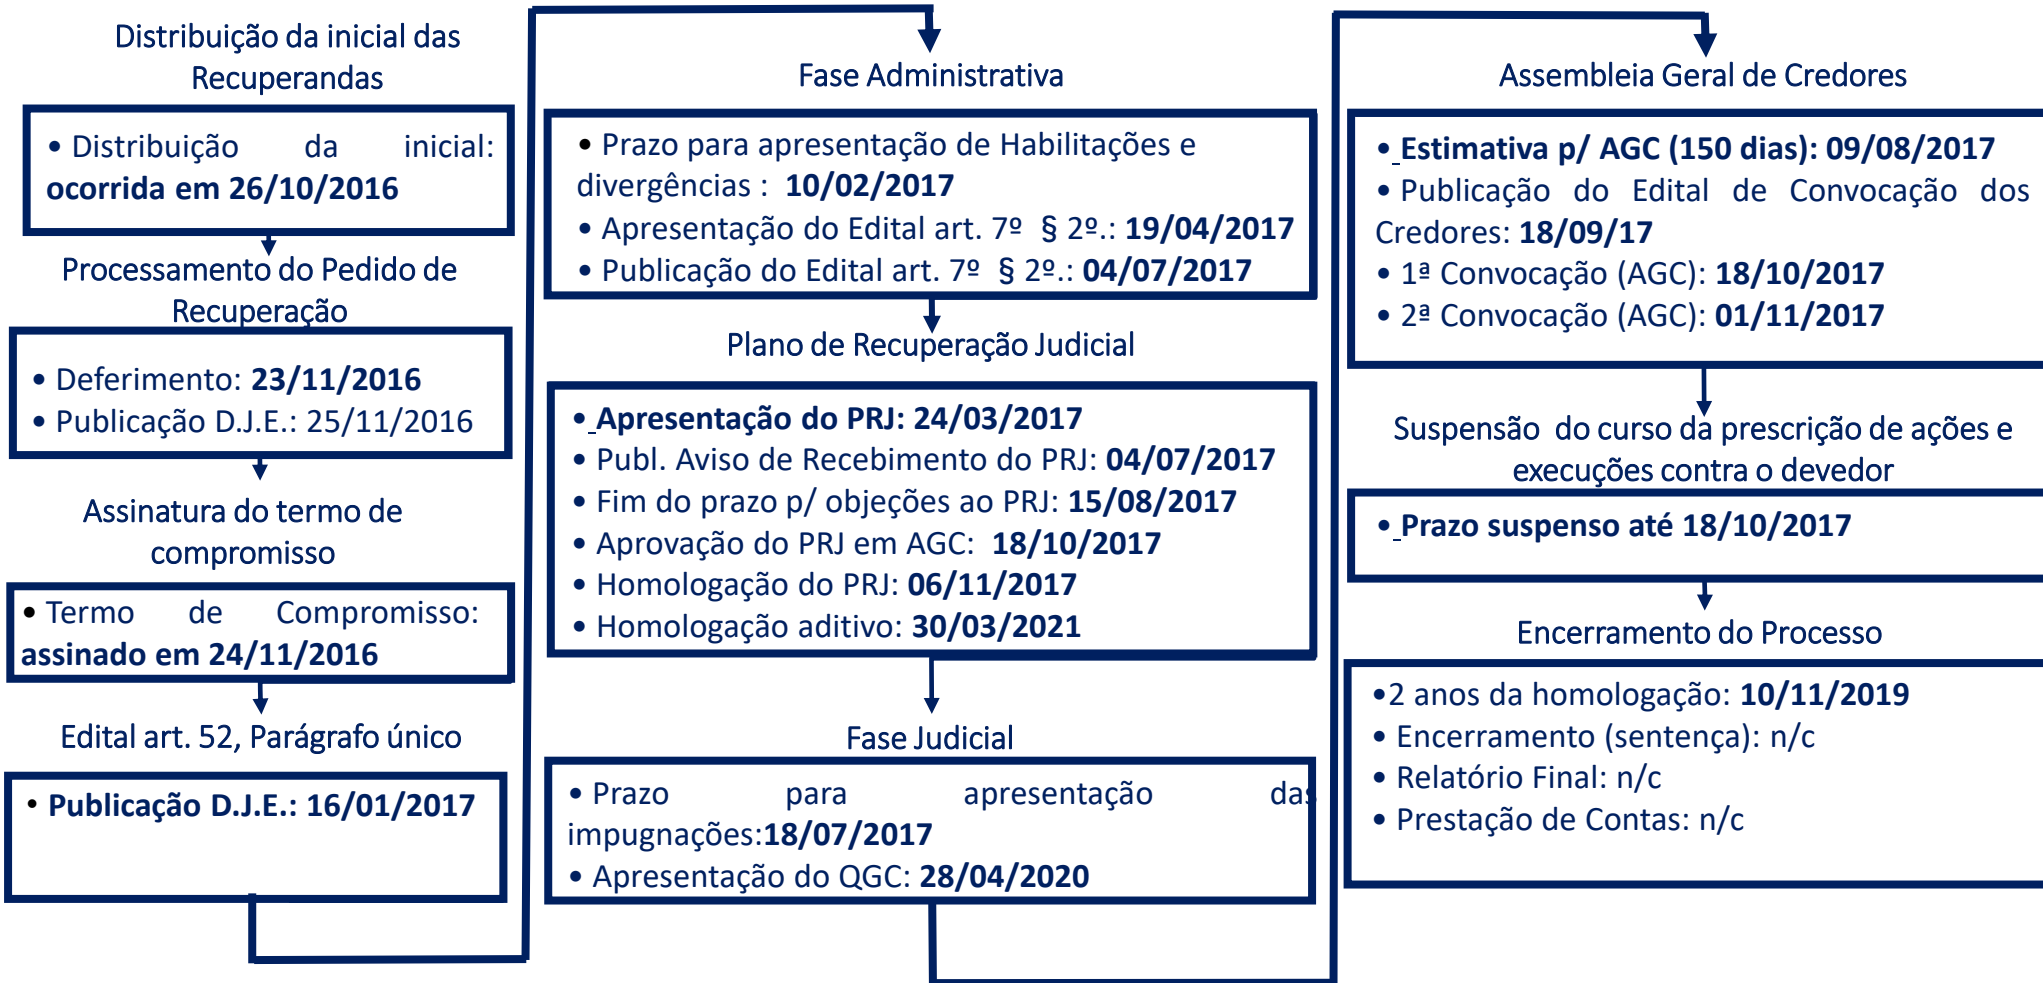 Distribuição da inicial das
Recuperandas
• Distribuição da inicial:
ocorrida em 26/10/2016
Processamento do Pedido de
Recuperação
• Deferimento: 23/11/2016
• Publicação D.J.E.: 25/11/2016
Assinatura do termo de
compromisso
• Termo de Compromisso:
assinado em 24/11/2016
Edital art. 52, Parágrafo único
• Publicação D.J.E.: 16/01/2017
Fase Administrativa
• Prazo para apresentação de Habilitações e
divergências : 10/02/2017
• Apresentação do Edital art. 7º § 2º.: 19/04/2017
• Publicação do Edital art. 7º § 2º.: 04/07/2017
Plano de Recuperação Judicial
• Apresentação do PRJ: 24/03/2017
• Publ. Aviso de Recebimento do PRJ: 04/07/2017
• Fim do prazo p/ objeções ao PRJ: 15/08/2017
• Aprovação do PRJ em AGC: 18/10/2017
• Homologação do PRJ: 06/11/2017
• Homologação aditivo: 30/03/2021
Fase Judicial
• Prazo para apresentação das
impugnações:18/07/2017
• Apresentação do QGC: 28/04/2020
Assembleia Geral de Credores
• Estimativa p/ AGC (150 dias): 09/08/2017
• Publicação do Edital de Convocação dos
Credores: 18/09/17
• 1ª Convocação (AGC): 18/10/2017
• 2ª Convocação (AGC): 01/11/2017
Suspensão do curso da prescrição de ações e
execuções contra o devedor
• Prazo suspenso até 18/10/2017
Encerramento do Processo
•2 anos da homologação: 10/11/2019
• Encerramento (sentença): n/c
• Relatório Final: n/c
• Prestação de Contas: n/c